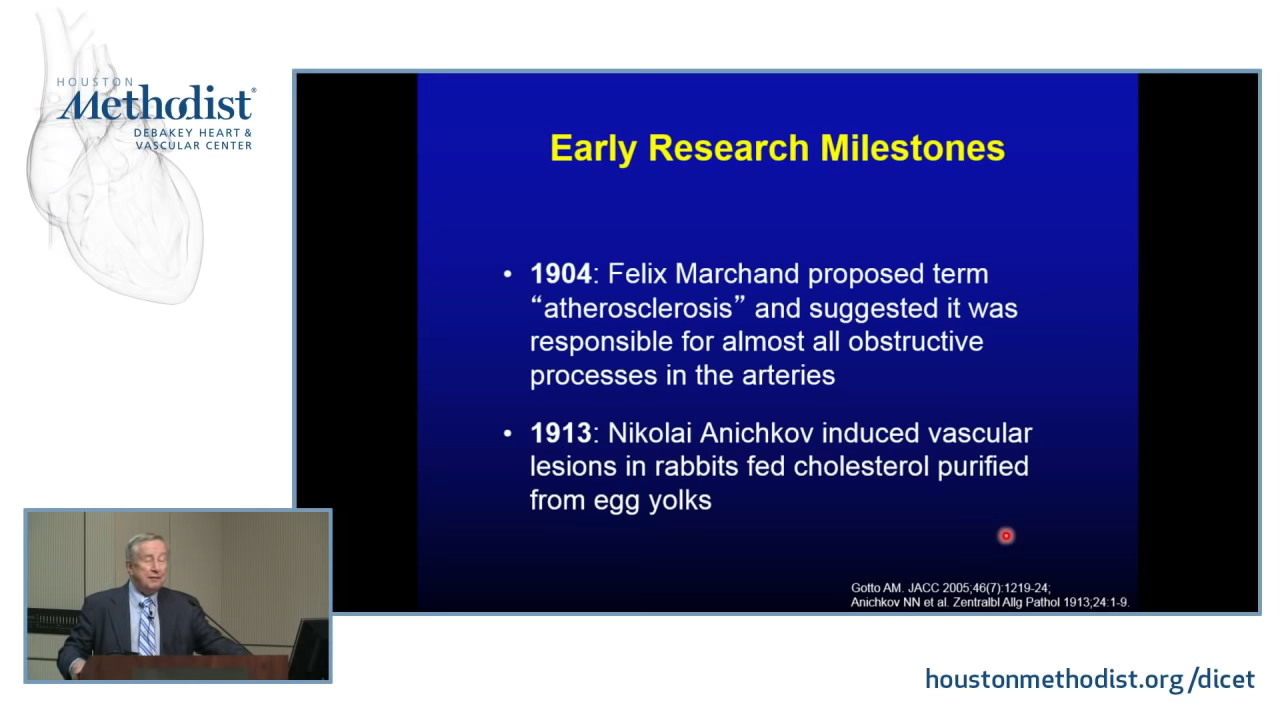 HOUSTON
Methodist®
DEBAKEY HEART &
VASCULAR CENTER
Early Research Milestones
• 1904: Felix Marchand proposed term
“atherosclerosis” and suggested it was
responsible for almost all obstructive
processes in the arteries
• 1913: Nikolai Anichkov induced vascular
lesions in rabbits fed cholesterol purified
from egg yolks
Gotto AM. JACC 2005;46(7):1219-24;
Anichkov NN et al. Zentralbl Allg Pathol 1913;24:1-9.
houstonmethodist.org/dicet